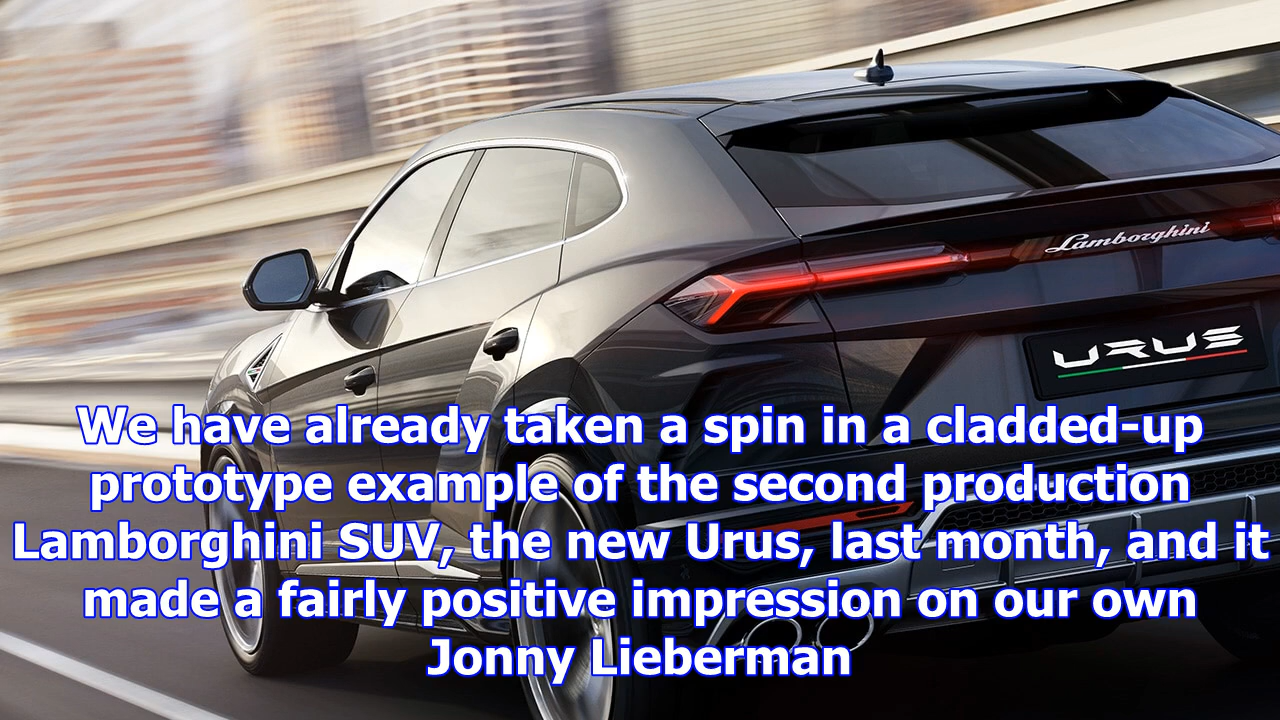 Lamborghini
URUS
We have already taken a spin in a cladded-up
prototype example of the second production
Lamborghini SUV, the new Urus, last month, and it
made a fairly positive impression on our own
Jonny Lieberman